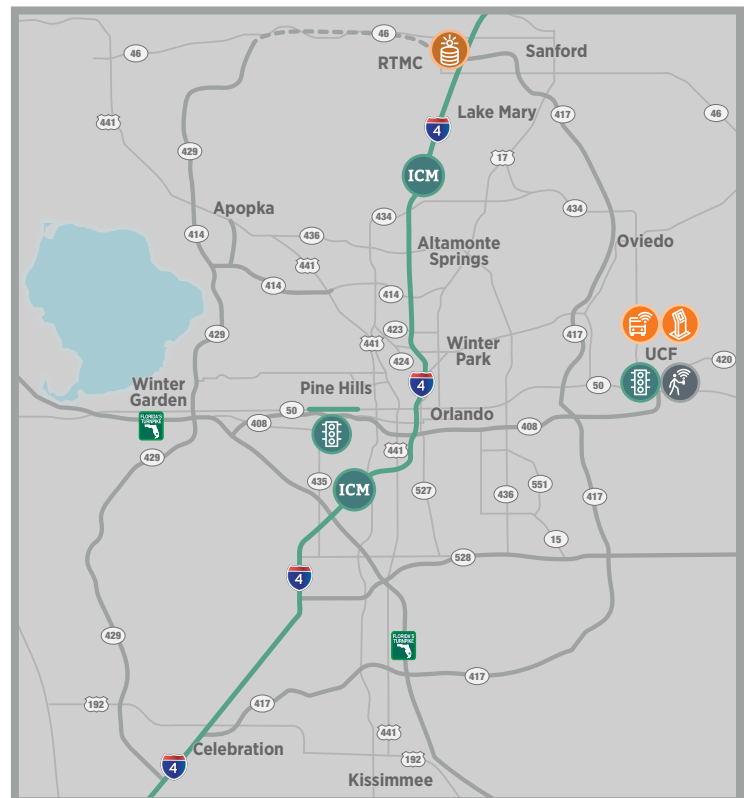 46
46
Sanford
RTMC
Lake Mary
417
46
441
4
17
429
ICM
434
434
Apopka
414
436
Altamonte
Springs
Oviedo
441
414
414
429
423
417
441
Winter
Park
424
UCF
420
Winter
Garden
Pine Hills
4
50
50
Orlando
FLORIDA'S
TURNPIKE
408
408
429
441
435
ICM
527
436
551
417
15
528
4
429
FLORIDA'S
TURNPIKE
417
192
417
441
Celebration
4
192
Kissimmee